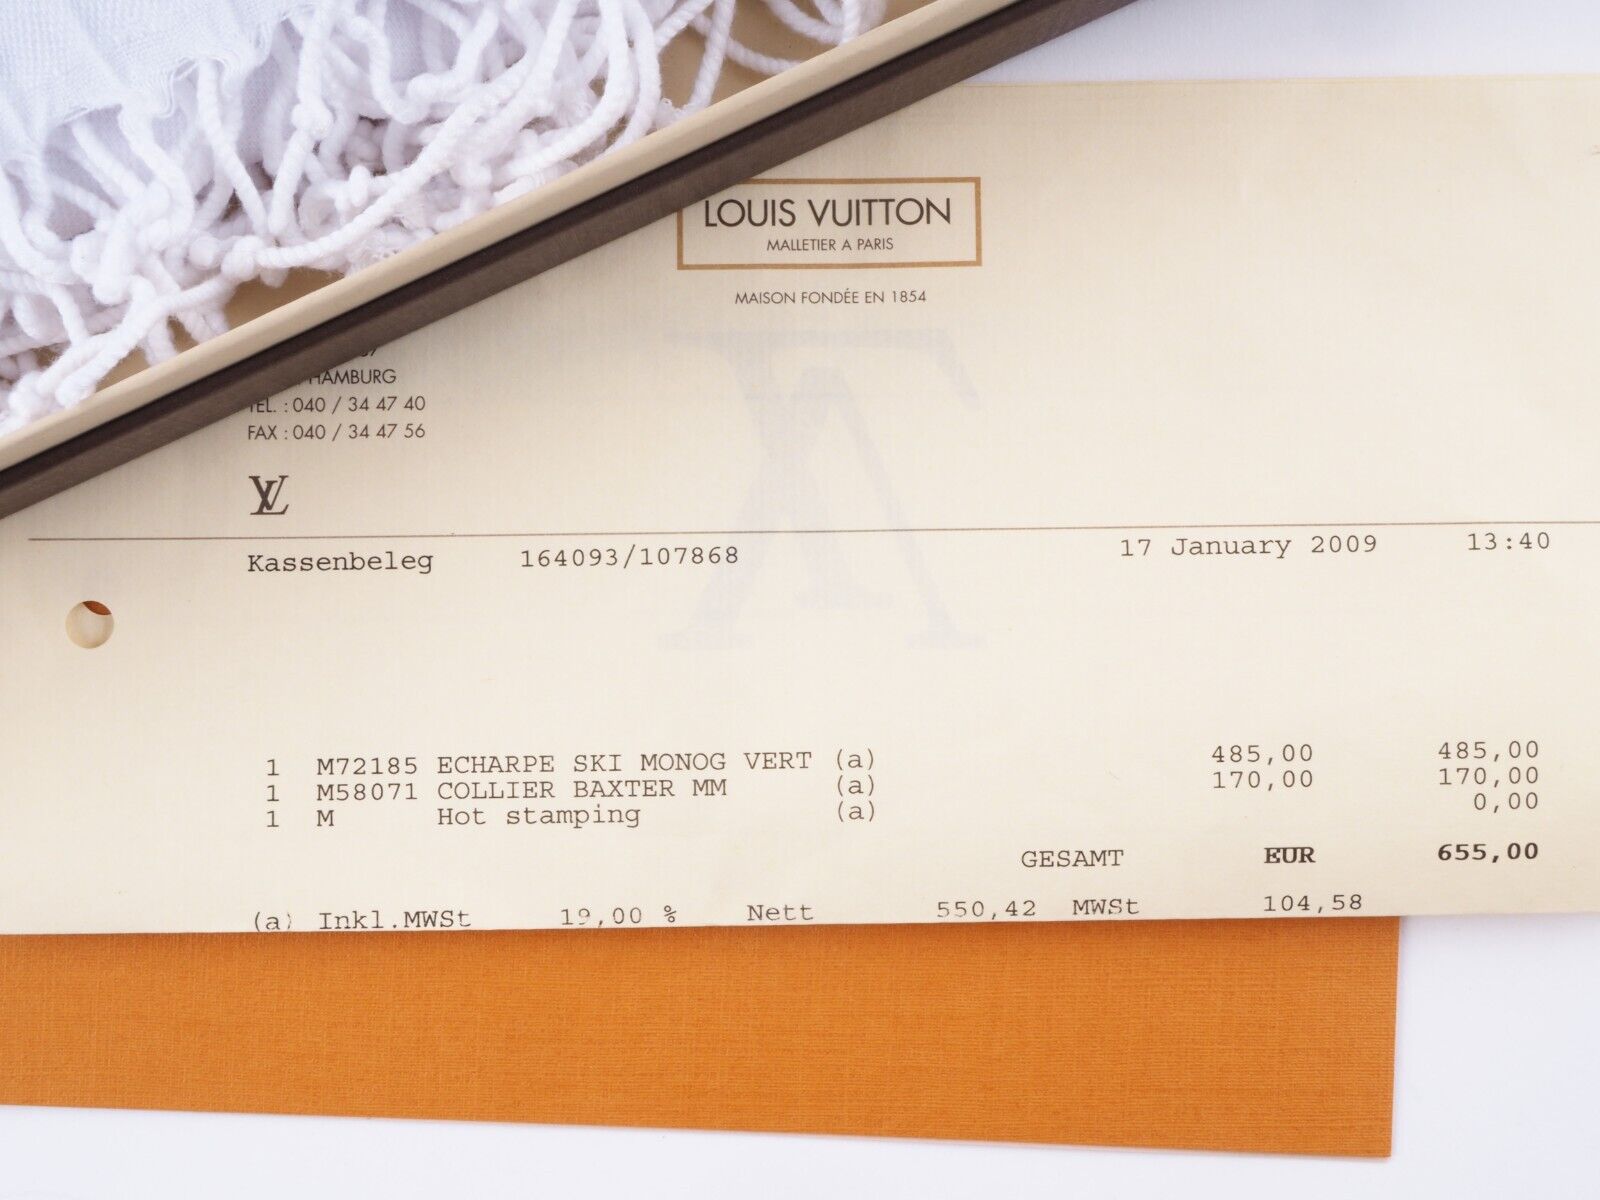 LOUIS VUITTON
MALLETIER A PARIS
MAISON FONDÉE EN 1854
HAMBURG
TEL. : 040 / 34 47 40
FAX : 040 / 34 47 56
LV
Kassenbeleg 164093/107868 17 January 2009 13:40
1 M72185 ECHARPE SKI MONOG VERT (a) 485,00 485,00
1 M58071 COLLIER BAXTER MM (a) 170,00 170,00
1 M Hot stamping (a) 0,00
GESAMT EUR 655,00
(a) Inkl.MWSt 19,00 % Nett 550,42 MWSt 104,58